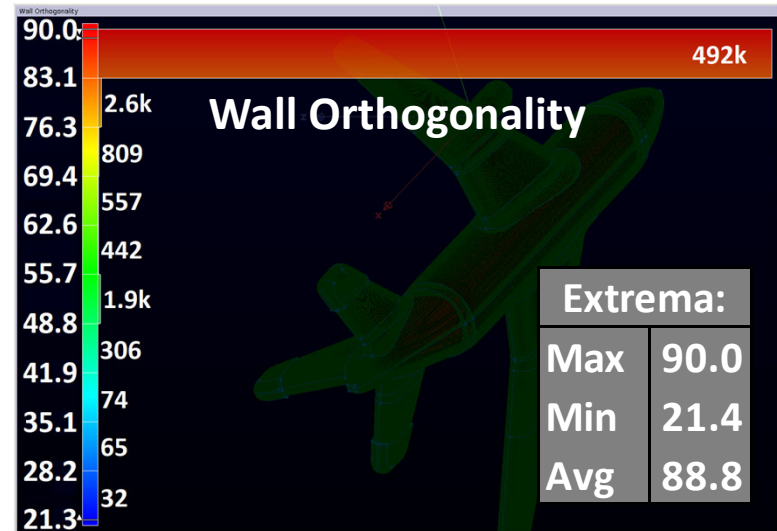 Wall Orthogonality
90.0
492k
83.1
2.6k
Wall Orthogonality
76.3
809
69.4
557
62.6
442
55.7
1.9k
Extrema:
48.8
306
Max 90.0
41.9
74
Min 21.4
35.1
65
28.2
Avg 88.8
32
21.3
z
x